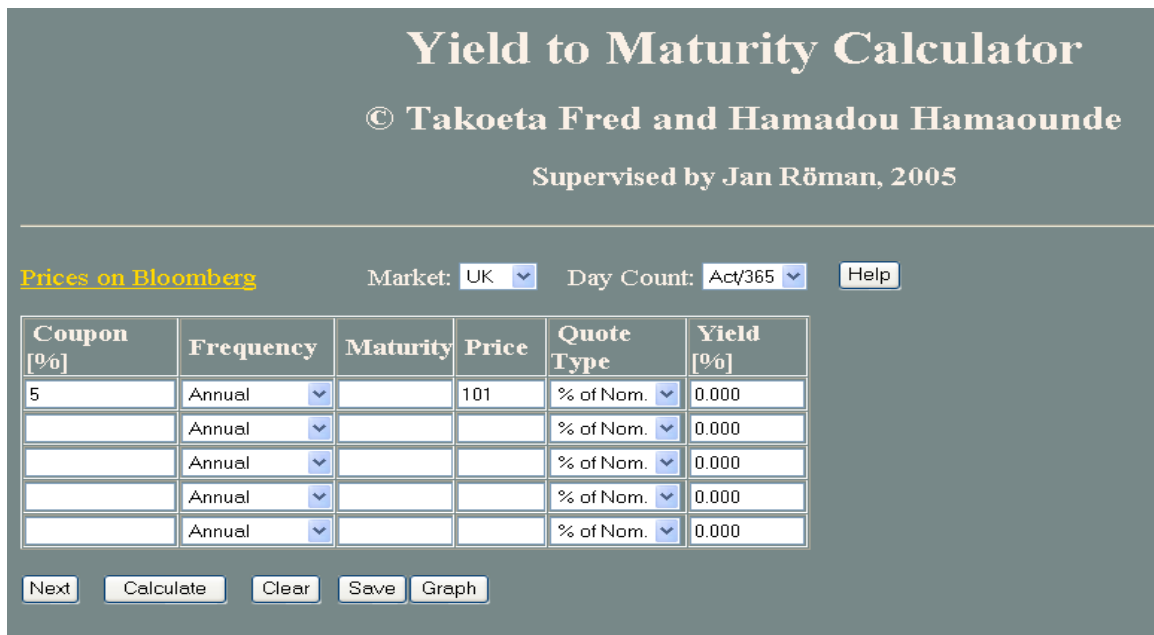 Yield to Maturity Calculator
© Takoeta Fred and Hamadou Hamaounde
Supervised by Jan Röman, 2005
Prices on Bloomberg Market: UK Day Count: Act/365 Help
Coupon [%] Frequency Maturity Price Quote Type Yield [%]
5 Annual 101 % of Nom. 0.000
Annual % of Nom. 0.000
Annual % of Nom. 0.000
Annual % of Nom. 0.000
Annual % of Nom. 0.000
Next Calculate Clear Save Graph